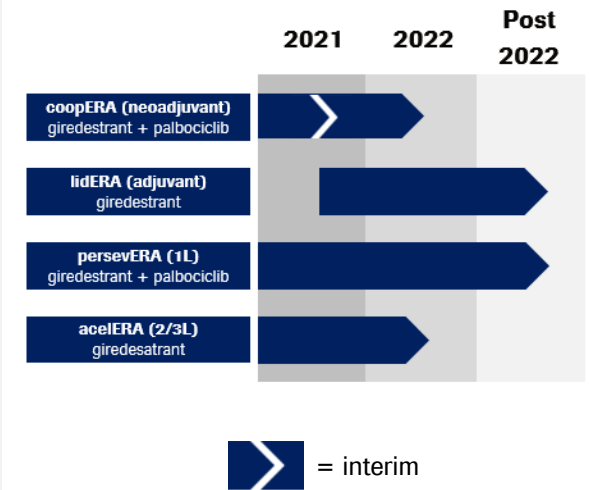 2021
2022
Post
2022
coopERA (neoadjuvant)
giredestrant + palbociclib
lidERA (adjuvant)
giredestrant
persevERA (1L)
giredestrant + palbociclib
acelERA (2/3L)
giredesatrant
= interim